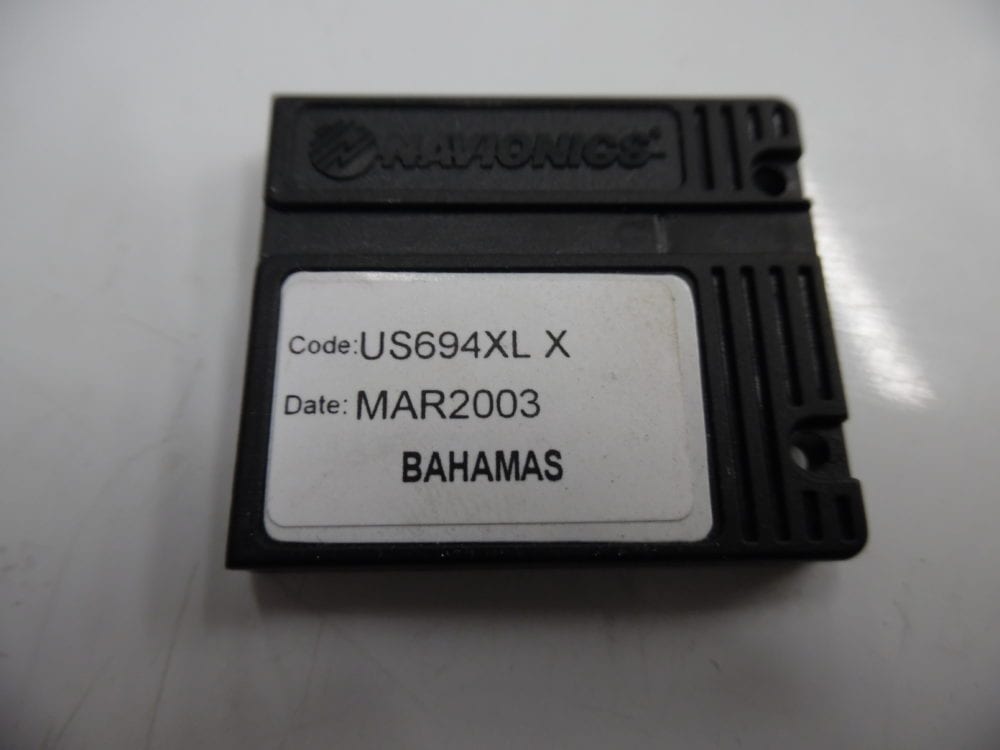 NAVIONICS
Code:US694XL X
Date: MAR2003
BAHAMAS